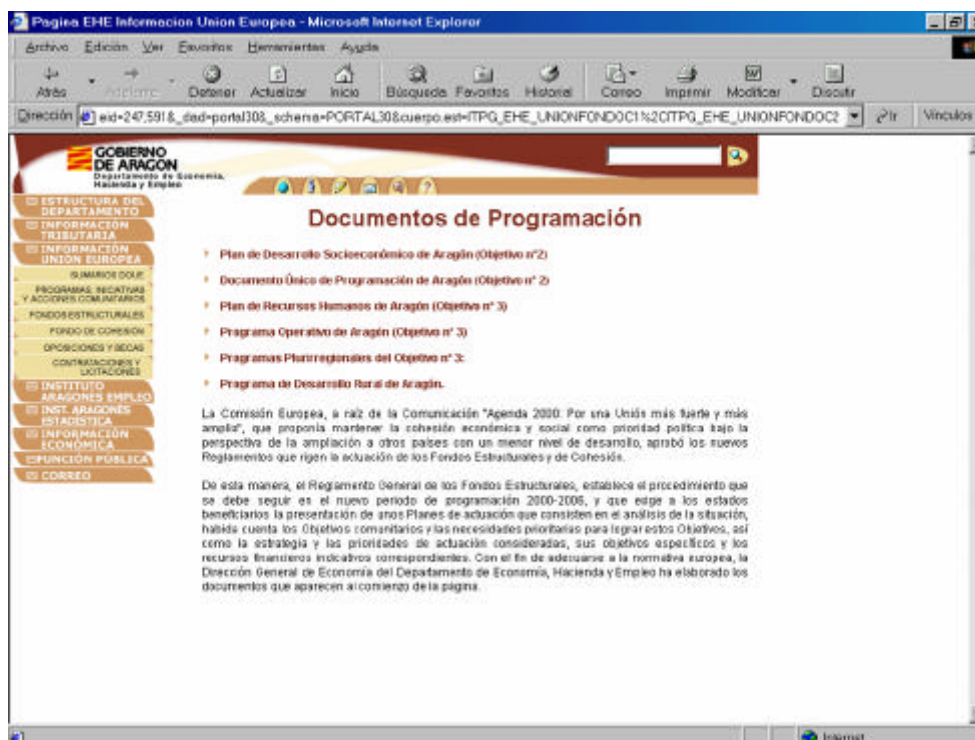 Pagina EHE Informacion Union Europea - Microsoft Internet Explorer
Archivo Edición Ver Favoritos Herramientas Ayuda
Atrás Adelante Detener Actualizar Inicio Búsqueda Favoritos Historial Correo Imprimir Modificar Discutir
Dirección eid=247,591&_dad=portal30&_schema=PORTAL30&cuerpo.est=ITPG_EHE_UNIONFONDOC1%2CITPG_EHE_UNIONFONDOC2 Ir Vínculos
GOBIERNO
DE ARAGON
Departamento de Economía,
Hacienda y Empleo
ESTRUCTURA DEL
DEPARTAMENTO
INFORMACIÓN
TRIBUTARIA
INFORMACIÓN
UNIÓN EUROPEA
SUMARIOS DOUE
PROGRAMAS, INICIATIVAS
Y ACCIONES COMUNITARIOS
FONDOS ESTRUCTURALES
FONDO DE COHESIÓN
OPOSICIONES Y BECAS
CONTRATACIONES Y
LICITACIONES
INSTITUTO
ARAGONÉS EMPLEO
INST. ARAGONÉS
ESTADÍSTICA
INFORMACIÓN
ECONÓMICA
FUNCIÓN PÚBLICA
CORREO
Documentos de Programación
Plan de Desarrollo Socioeconómico de Aragón (Objetivo nº2)
Documento Único de Programación de Aragón (Objetivo nº 2)
Plan de Recursos Humanos de Aragón (Objetivo nº 3)
Programa Operativo de Aragón (Objetivo nº 3)
Programas Plurirregionales del Objetivo nº 3:
Programa de Desarrollo Rural de Aragón.
La Comisión Europea, a raíz de la Comunicación "Agenda 2000: Por una Unión más fuerte y más
amplia", que proponía mantener la cohesión económica y social como prioridad política bajo la
perspectiva de la ampliación a otros países con un menor nivel de desarollo, aprobó los nuevos
Reglamentos que rigen la actuación de los Fondos Estructurales y de Cohesión.
De esta manera, el Reglamento General de los Fondos Estructurales, establece el procedimiento que
se debe seguir en el nuevo periodo de programación 2000-2006, y que exige a los estados
beneficiarios la presentación de unos Planes de actuación que consisten en el análisis de la situación,
habida cuenta los Objetivos comunitarios y las necesidades prioritarias para lograr estos Objetivos, así
como la estrategia y las prioridades de actuación consideradas, sus objetivos específicos y los
recursos financieros indicativos correspondientes. Con el fin de adecuarse a la normativa europea, la
Dirección General de Economía del Departamento de Economía, Hacienda y Empleo ha elaborado los
documentos que aparecen al comienzo de la página.
Internet